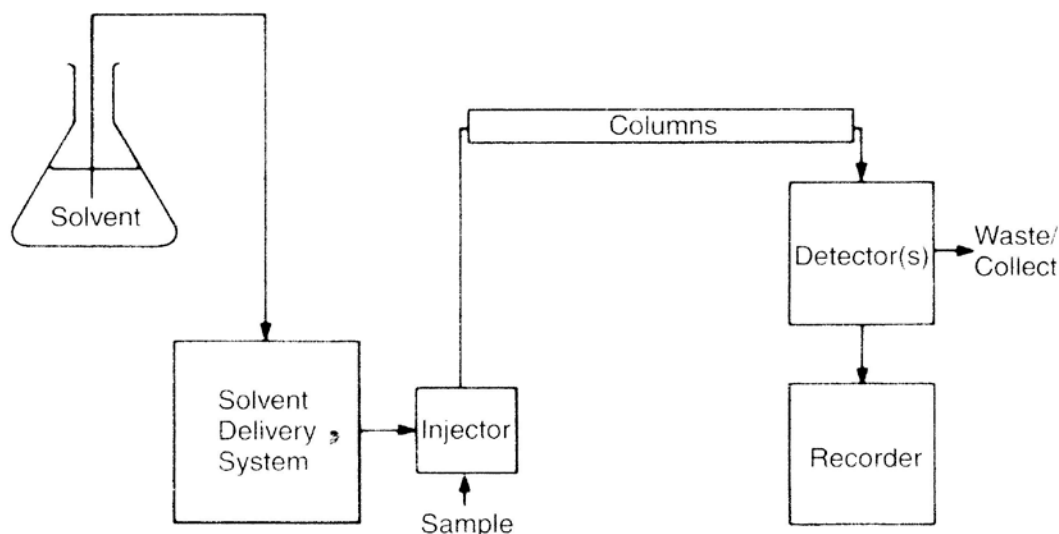 Solvent
Columns
Detector(s)
Waste/
Collect
Solvent
Delivery
System
Injector
Sample
Recorder